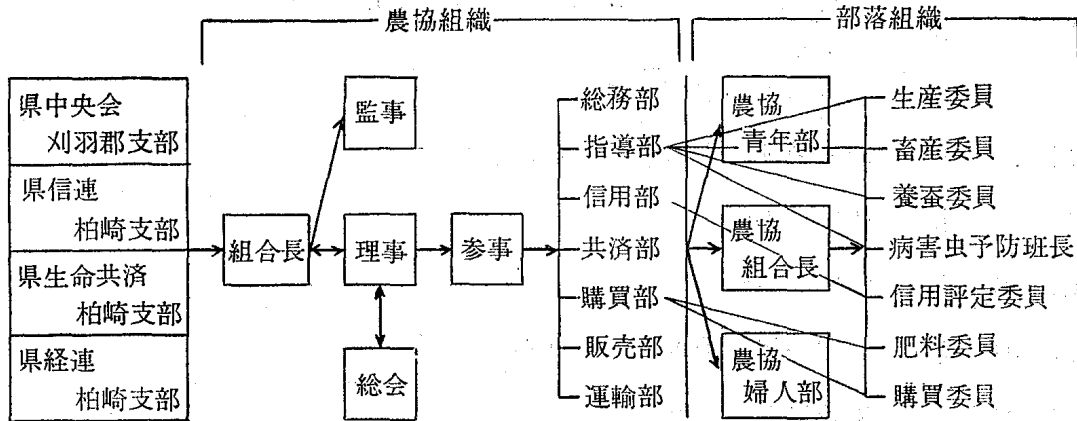 農協組織
部落組織
県中央会
刈羽郡支部
県信連
柏崎支部
県生命共済
柏崎支部
県経連
柏崎支部
組合長
監事
理事
総会
参事
総務部
指導部
信用部
共済部
購買部
販売部
運輸部
農協
青年部
農協
組合長
農協
婦人部
生産委員
畜産委員
養蚕委員
病害虫予防班長
信用評定委員
肥料委員
購買委員